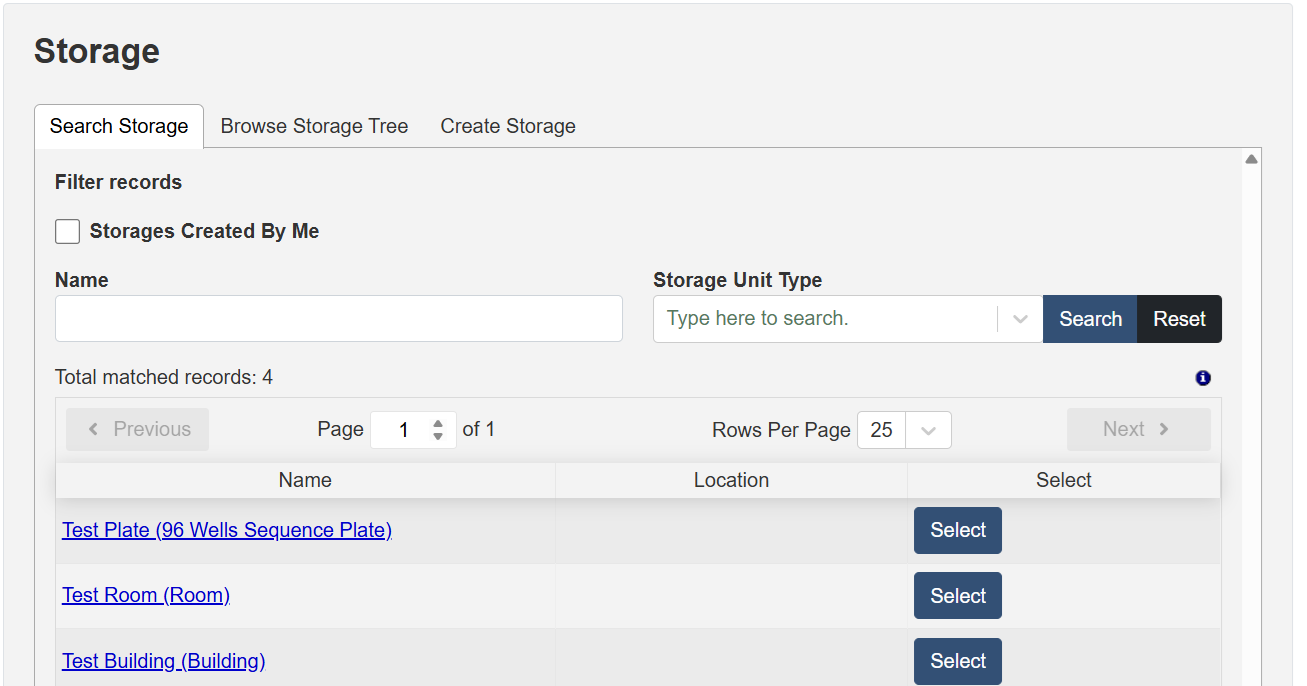 Storage
Search Storage Browse Storage Tree Create Storage
Filter records
Storages Created By Me
Name Storage Unit Type
Type here to search. Search Reset
Total matched records: 4
Previous Page 1 of 1 Rows Per Page 25 Next
Name Location Select
Test Plate (96 Wells Sequence Plate) Select
Test Room (Room) Select
Test Building (Building) Select